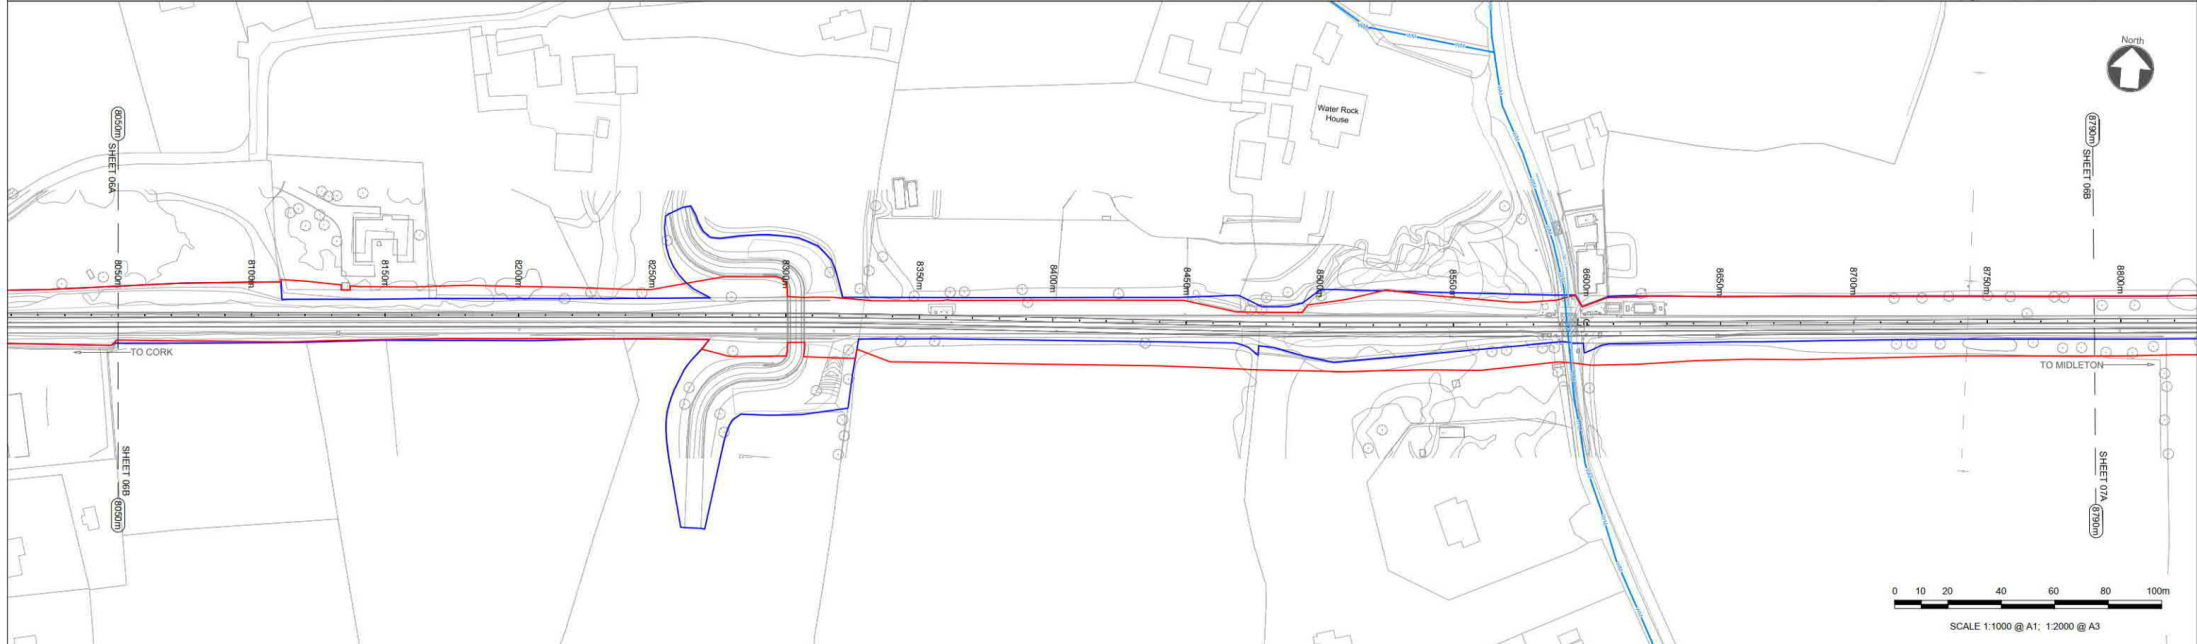 North
Water Rock
House
8050m
SHEET 06A
8790m
SHEET 06B
8050m
8100m
8150m
8200m
8250m
8300m
8350m
8400m
8450m
8500m
8550m
8600m
8650m
8700m
8750m
8800m
TO CORK
TO MIDLETON
SHEET 06B
8050m
SHEET 07A
8790m
0 10 20 40 60 80 100m
SCALE 1:1000 @ A1; 1:2000 @ A3